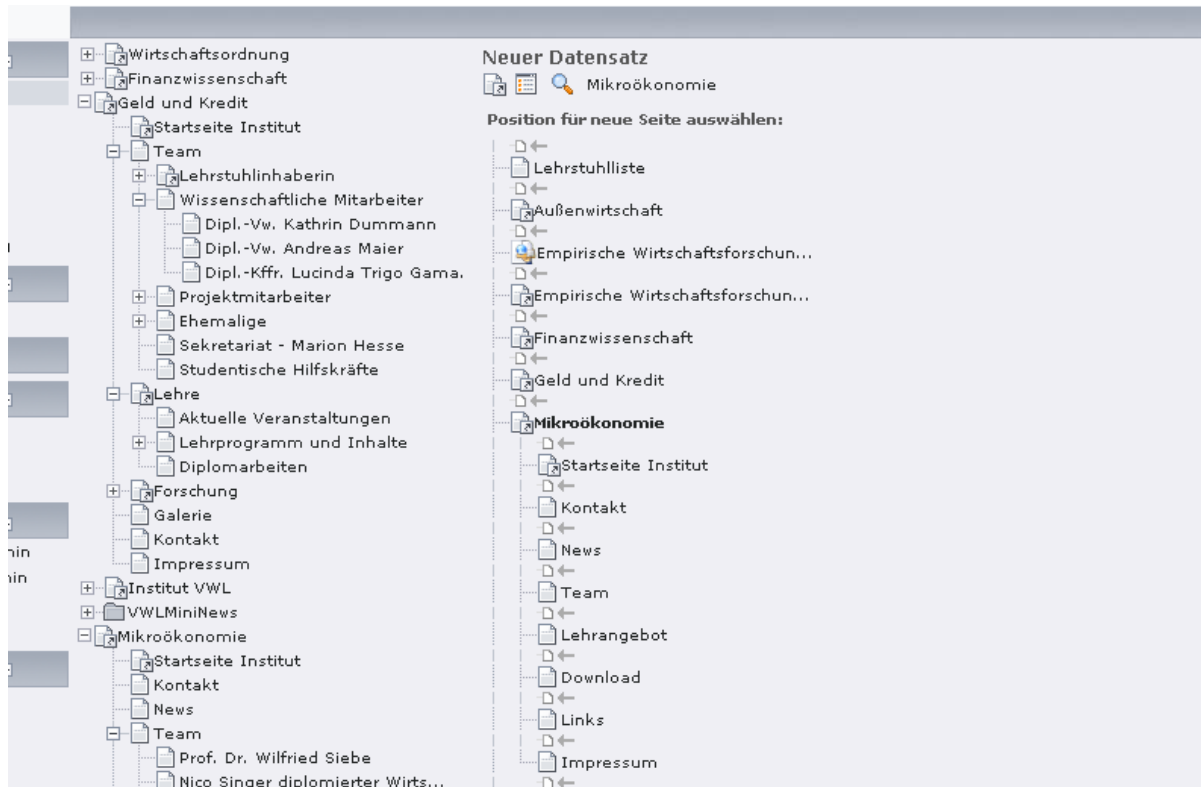 Wirtschaftsordnung
Finanzwissenschaft
Geld und Kredit
Startseite Institut
Team
Lehrstuhlinhaberin
Wissenschaftliche Mitarbeiter
Dipl.-Vw. Kathrin Dummann
Dipl.-Vw. Andreas Maier
Dipl.-Kffr. Lucinda Trigo Gama.
Projektmitarbeiter
Ehemalige
Sekretariat - Marion Hesse
Studentische Hilfskräfte
Lehre
Aktuelle Veranstaltungen
Lehrprogramm und Inhalte
Diplomarbeiten
Forschung
Galerie
Kontakt
Impressum
Institut VWL
VWLMiniNews
Mikroökonomie
Startseite Institut
Kontakt
News
Team
Prof. Dr. Wilfried Siebe
Nico Singer diplomierter Wirts...
Neuer Datensatz
Mikroökonomie
Position für neue Seite auswählen:
Lehrstuhlliste
Außenwirtschaft
Empirische Wirtschaftsforschun...
Empirische Wirtschaftsforschun...
Finanzwissenschaft
Geld und Kredit
Mikroökonomie
Startseite Institut
Kontakt
News
Team
Lehrangebot
Download
Links
Impressum